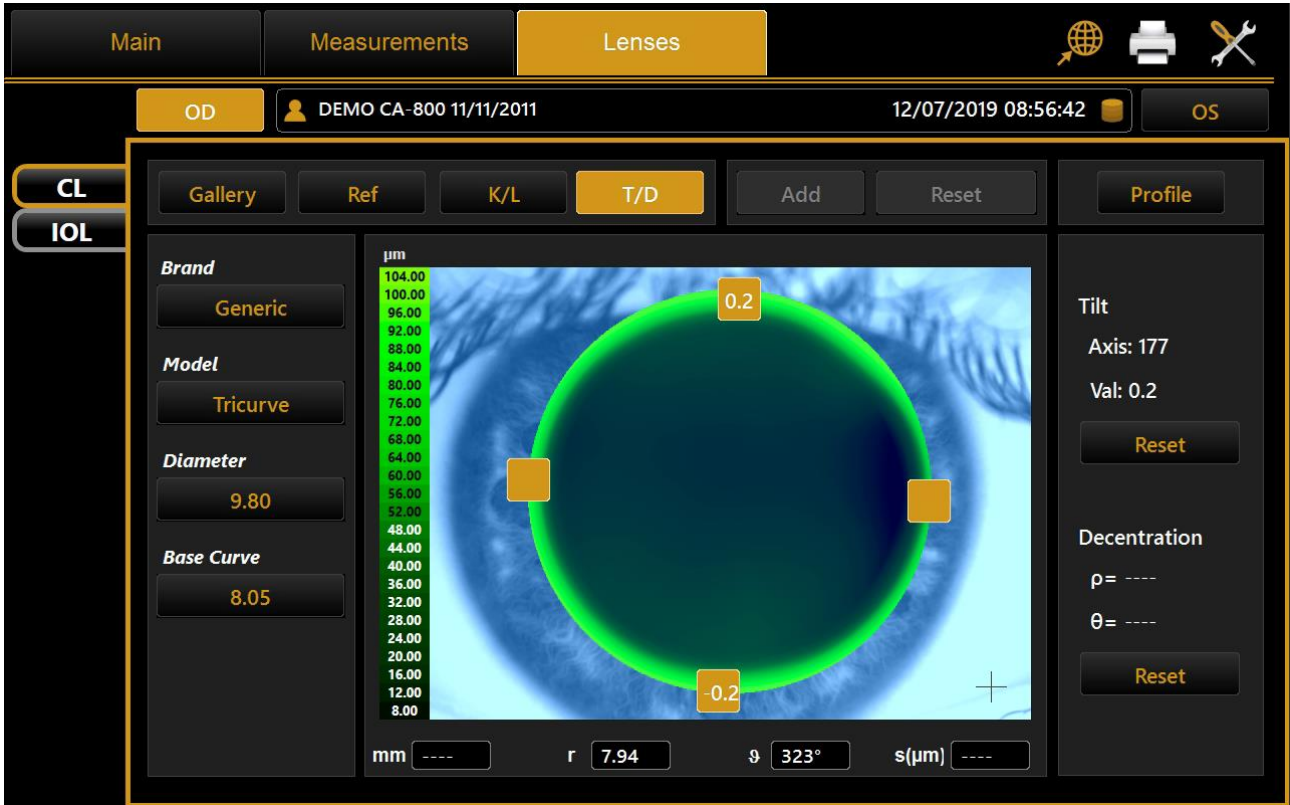 Main
Measurements
Lenses
OD
DEMO CA-800 11/11/2011
12/07/2019 08:56:42
OS
CL
IOL
Gallery
Ref
K/L
T/D
Add
Reset
Profile
Brand
Generic
Model
Tricurve
Diameter
9.80
Base Curve
8.05
µm
104.00
100.00
96.00
92.00
88.00
84.00
80.00
76.00
72.00
68.00
64.00
60.00
56.00
52.00
48.00
44.00
40.00
36.00
32.00
28.00
24.00
20.00
16.00
12.00
8.00
0.2
-0.2
mm ----
r 7.94
ϑ 323°
s(µm) ----
Tilt
Axis: 177
Val: 0.2
Reset
Decentration
ρ= ----
θ= ----
Reset